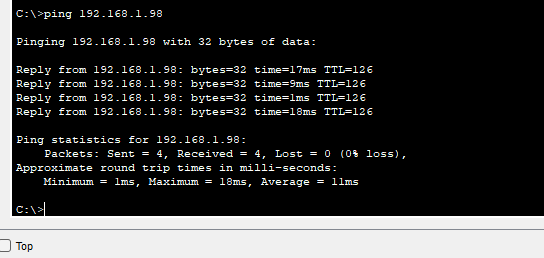 C:\>ping 192.168.1.98
Pinging 192.168.1.98 with 32 bytes of data:
Reply from 192.168.1.98: bytes=32 time=17ms TTL=126
Reply from 192.168.1.98: bytes=32 time=9ms TTL=126
Reply from 192.168.1.98: bytes=32 time=1ms TTL=126
Reply from 192.168.1.98: bytes=32 time=18ms TTL=126
Ping statistics for 192.168.1.98:
    Packets: Sent = 4, Received = 4, Lost = 0 (0% loss),
Approximate round trip times in milli-seconds:
    Minimum = 1ms, Maximum = 18ms, Average = 11ms
C:\>
Top